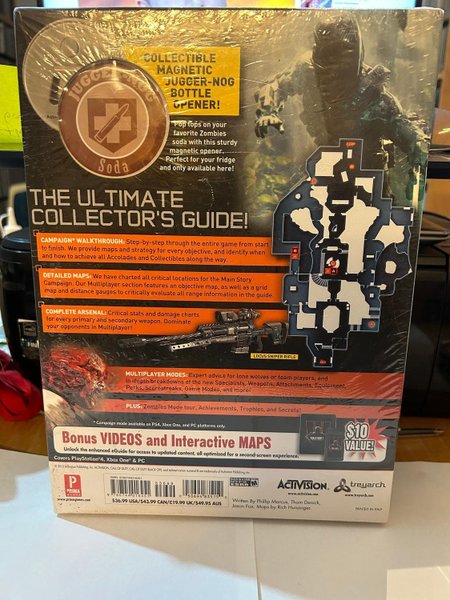 COLLECTIBLE
MAGNETIC
JUGGER-NOG
BOTTLE
OPENER!
JUGGER-NOG
Soda
Pop tops on your
favorite Zombies
soda with this sturdy
magnetic opener.
Perfect for your fridge
and only available here!
THE ULTIMATE
COLLECTOR'S GUIDE!
CAMPAIGN* WALKTHROUGH: Step-by-step through the entire game from start
to finish. We provide maps and strategy for every objective, and identify when
and how to achieve all Accolades and Collectibles along the way.
DETAILED MAPS: We have charted all critical locations for the Main Story
Campaign. Our Multiplayer section features an objective map, as well as a grid
map and distance gauges to critically evaluate all range information in the guide.
COMPLETE ARSENAL: Critical stats and damage charts
for every primary and secondary weapon. Dominate
your opponents in Multiplayer!
LOCUS SNIPER RIFLE
MULTIPLAYER MODES: Expert advice for lone wolves or team players, and
in-depth breakdowns of the new Specialists, Weapons, Attachments, Equipment,
Perks, Scorestreaks, Game Modes, and more!
PLUS: Zombies Mode tour, Achievements, Trophies, and Secrets!
* Campaign mode available on PS4, Xbox One, and PC platforms only.
Bonus VIDEOS and Interactive MAPS
Unlock the enhanced eGuide for access to updated content, all optimized for a second-screen experience.
$10
VALUE!
Covers PlayStation®4, Xbox One & PC
PRIMA
GAMES
www.primagames.com
$36.99 USA/$43.99 CAN/£19.99 UK/$49.95 AUS
ACTIVISION
www.activision.com
treyarch
www.treyarch.com
Written By Phillip Marcus,
Jason Fox, Maps by Rich Hunsinger